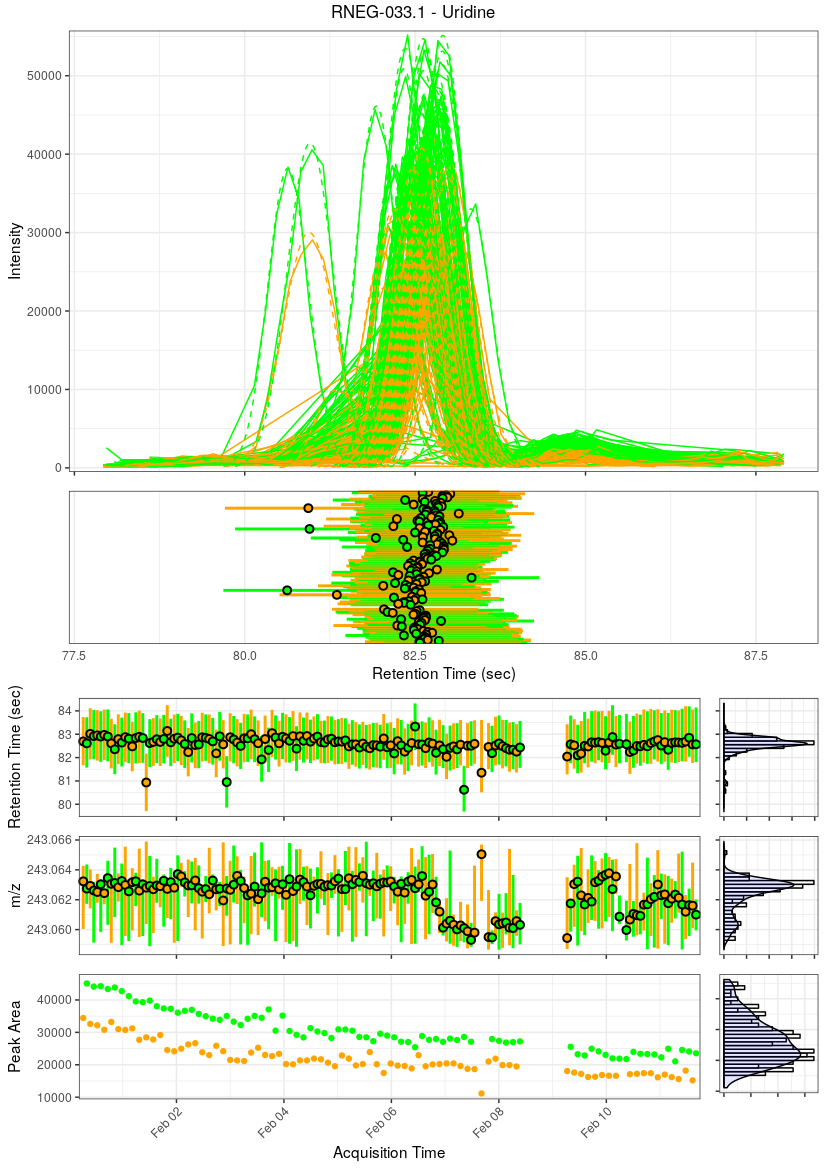 RNEG-033.1 - Uridine
Intensity
50000
40000
30000
20000
10000
0
77.5 80.0 82.5 85.0 87.5
Retention Time (sec)
Retention Time (sec)
84
83
82
81
80
m/z
243.066
243.064
243.062
243.060
Peak Area
40000
30000
20000
10000
Feb 02 Feb 04 Feb 06 Feb 08 Feb 10
Acquisition Time